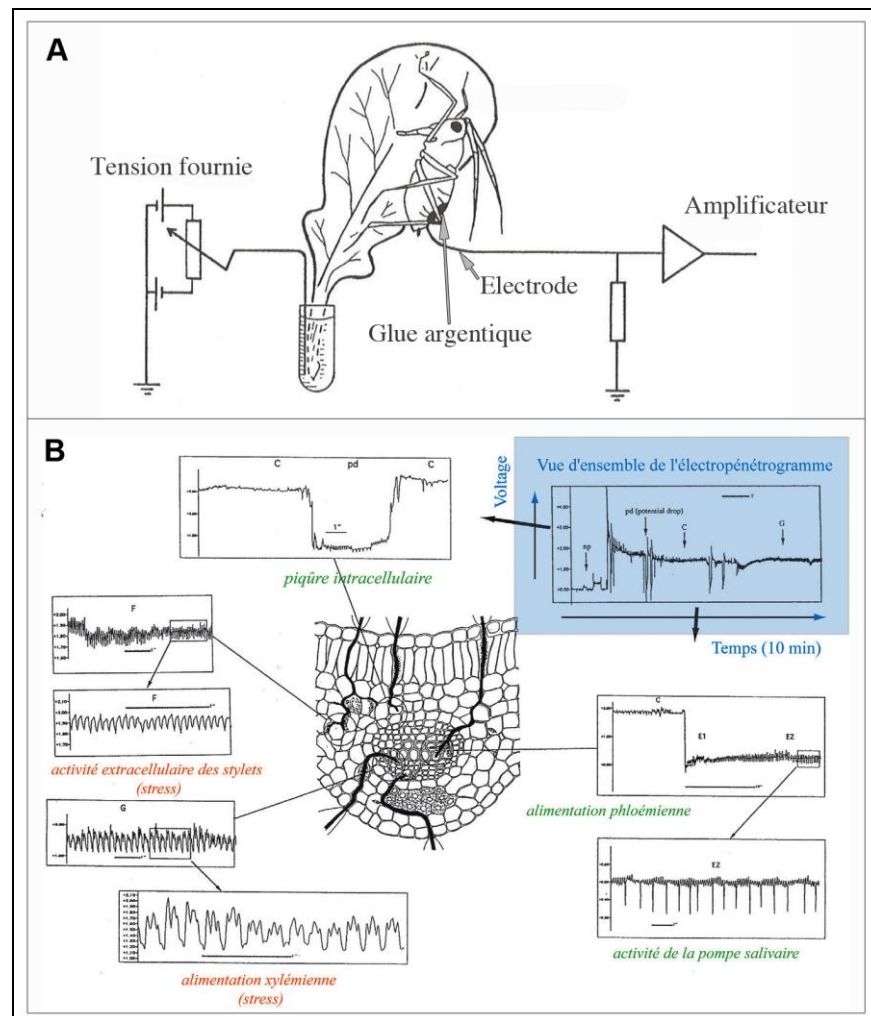 A
Tension fournie
Amplificateur
Electrode
Glue argentique
B
C
pd
C
1"
piqûre intracellulaire
Voltage
Vue d'ensemble de l'électropénétrogramme
pd (potential drop)
np
C
G
Temps (10 min)
F
F
activité extracellulaire des stylets
(stress)
G
alimentation xylémienne
(stress)
C
E1
E2
alimentation phloémienne
E2
activité de la pompe salivaire